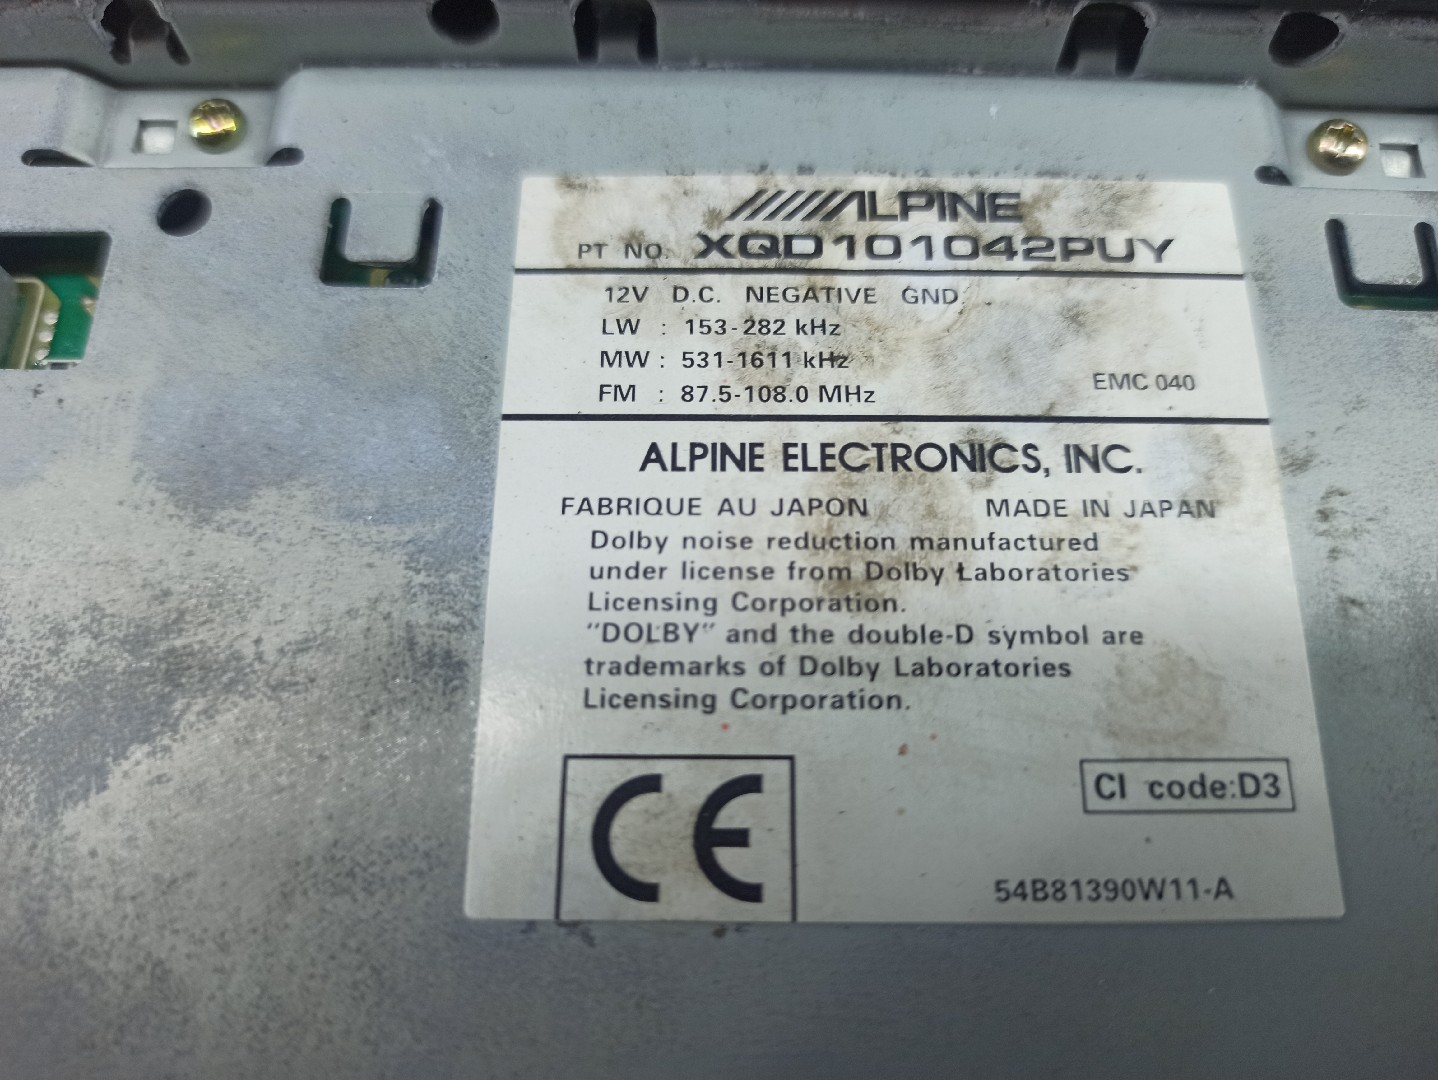 ALPINE
PT NO. XQD101042PUY
12V D.C. NEGATIVE GND
LW : 153-282 kHz
MW : 531-1611 kHz
FM : 87.5-108.0 MHz
EMC 040
ALPINE ELECTRONICS, INC.
FABRIQUE AU JAPON MADE IN JAPAN
Dolby noise reduction manufactured
under license from Dolby Laboratories
Licensing Corporation.
"DOLBY" and the double-D symbol are
trademarks of Dolby Laboratories
Licensing Corporation.
CE
CI code:D3
54B81390W11-A